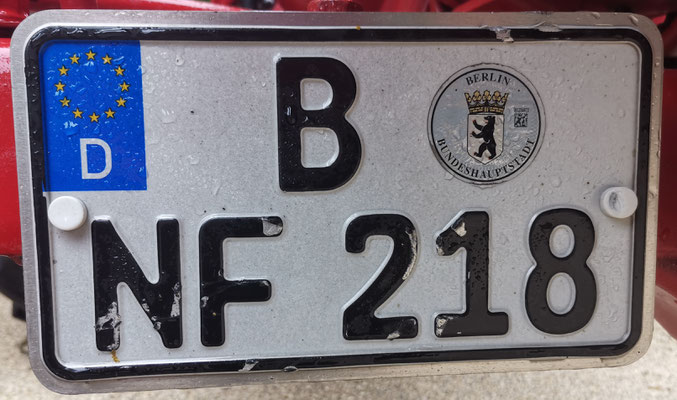 D
B
BERLIN
BUNDESHAUPTSTADT
NF 218